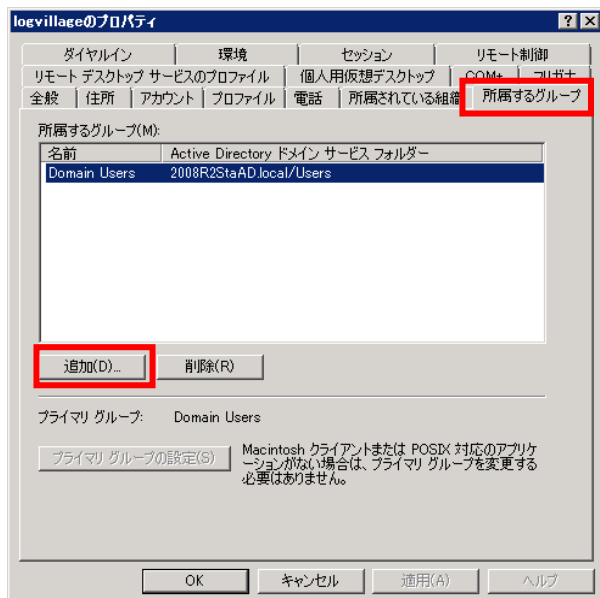 logvillageのプロパティ
ダイヤルイン 環境 セッション リモート制御
リモート デスクトップ サービスのプロファイル 個人用仮想デスクトップ COM+ フリガナ
全般 住所 アカウント プロファイル 電話 所属されている組織 所属するグループ
所属するグループ(M):
名前 Active Directory ドメイン サービス フォルダー
Domain Users 2008R2StaAD.local/Users
追加(D)... 削除(R)
プライマリ グループ: Domain Users
プライマリ グループの設定(S)
Macintosh クライアントまたは POSIX 対応のアプリケ
ーションがない場合は、プライマリ グループを変更する
必要はありません。
OK キャンセル 適用(A) ヘルプ